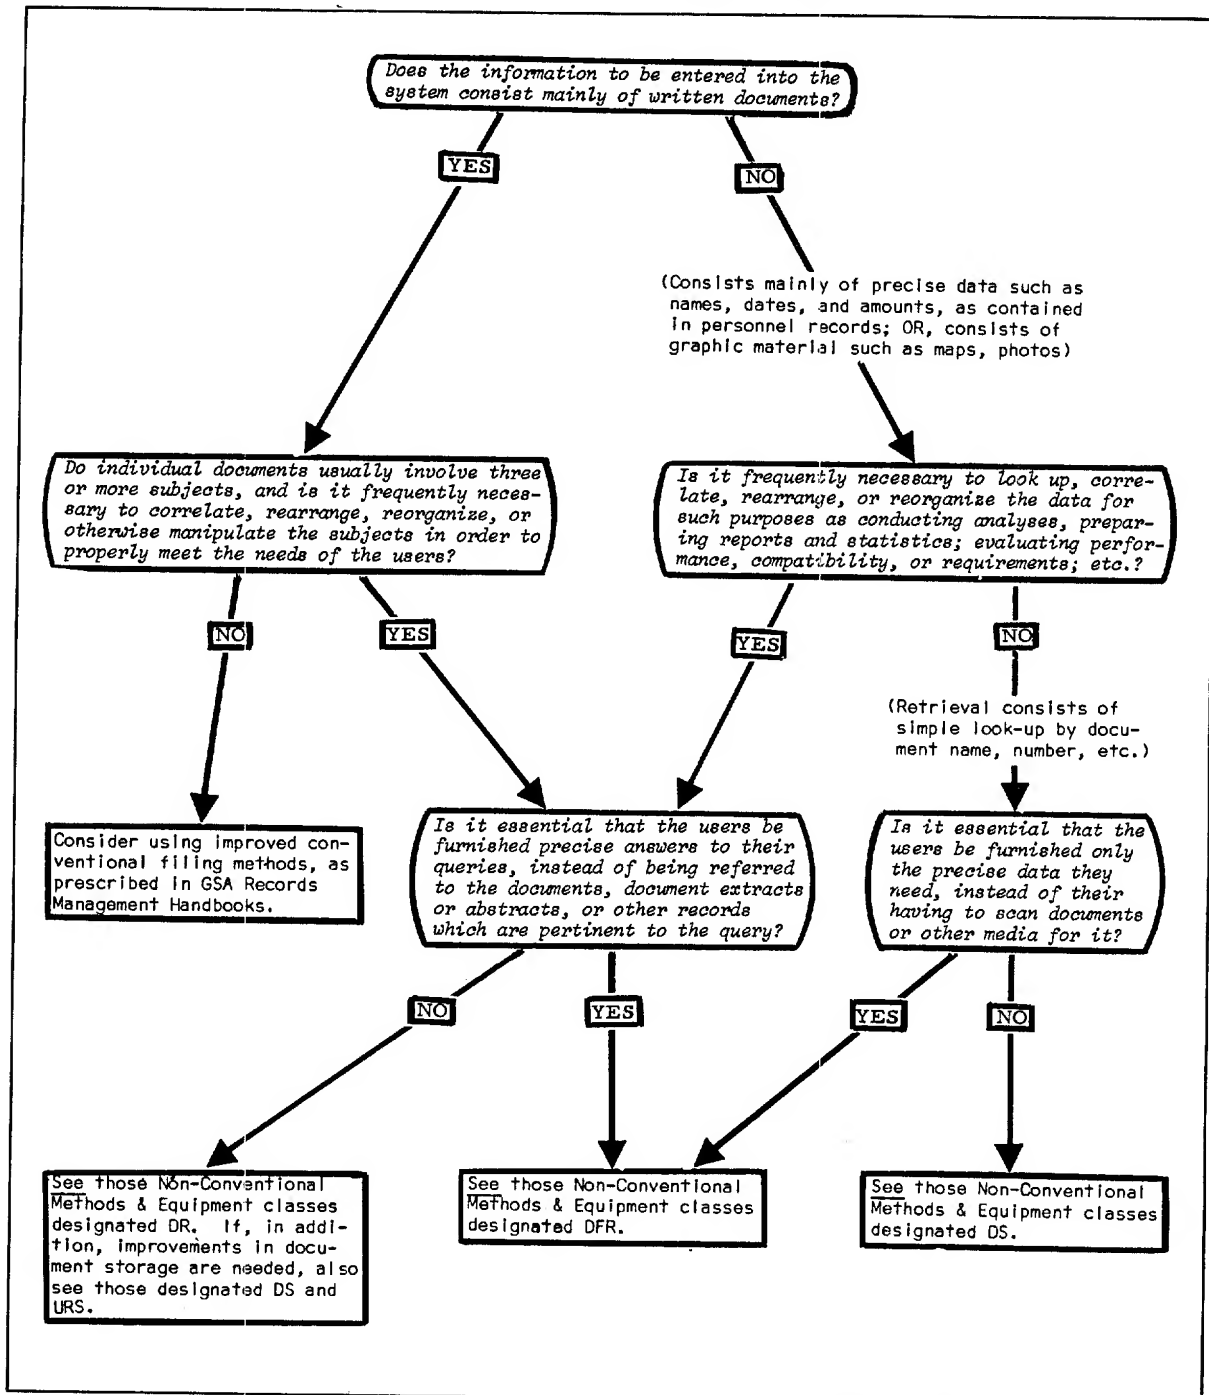 Does the information to be entered into the
system consist mainly of written documents?
YES
NO
(Consists mainly of precise data such as
names, dates, and amounts, as contained
in personnel records; OR, consists of
graphic material such as maps, photos)
Do individual documents usually involve three
or more subjects, and is it frequently neces-
sary to correlate, rearrange, reorganize, or
otherwise manipulate the subjects in order to
properly meet the needs of the users?
Is it frequently necessary to look up, corre-
late, rearrange, or reorganize the data for
such purposes as conducting analyses, prepar-
ing reports and statistics; evaluating perfor-
mance, compatibility, or requirements; etc.?
NO
YES
YES
NO
(Retrieval consists of
simple look-up by docu-
ment name, number, etc.)
Consider using improved con-
ventional filing methods, as
prescribed in GSA Records
Management Handbooks.
Is it essential that the users be
furnished precise answers to their
queries, instead of being referred
to the documents, document extracts
or abstracts, or other records
which are pertinent to the query?
Is it essential that the
users be furnished only
the precise data they
need, instead of their
having to scan documents
or other media for it?
NO
YES
YES
NO
See those Non-Conventional
Methods & Equipment classes
designated DR. If, in addi-
tion, improvements in docu-
ment storage are needed, also
see those designated DS and
URS.
See those Non-Conventional
Methods & Equipment classes
designated DFR.
See those Non-Conventional
Methods & Equipment classes
designated DS.